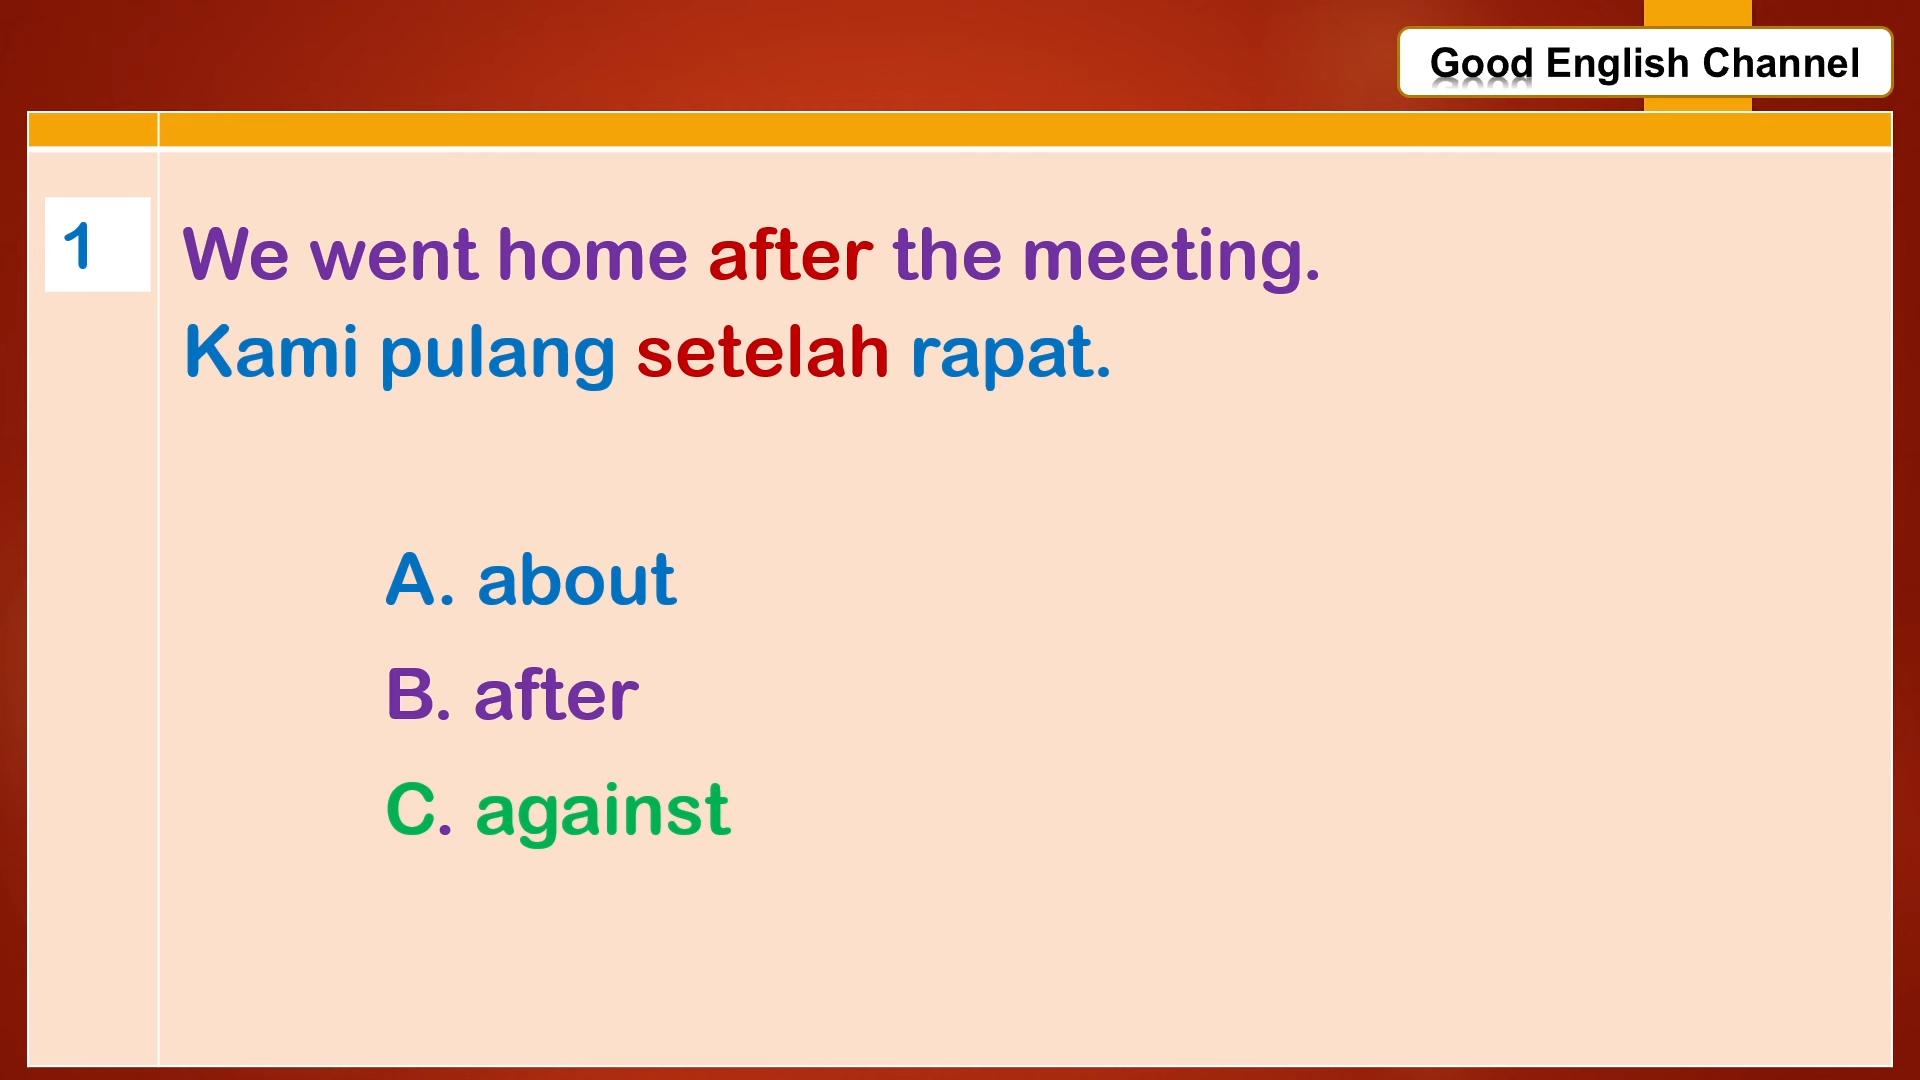 Good English Channel
1
We went home after the meeting.
Kami pulang setelah rapat.
A. about
B. after
C. against